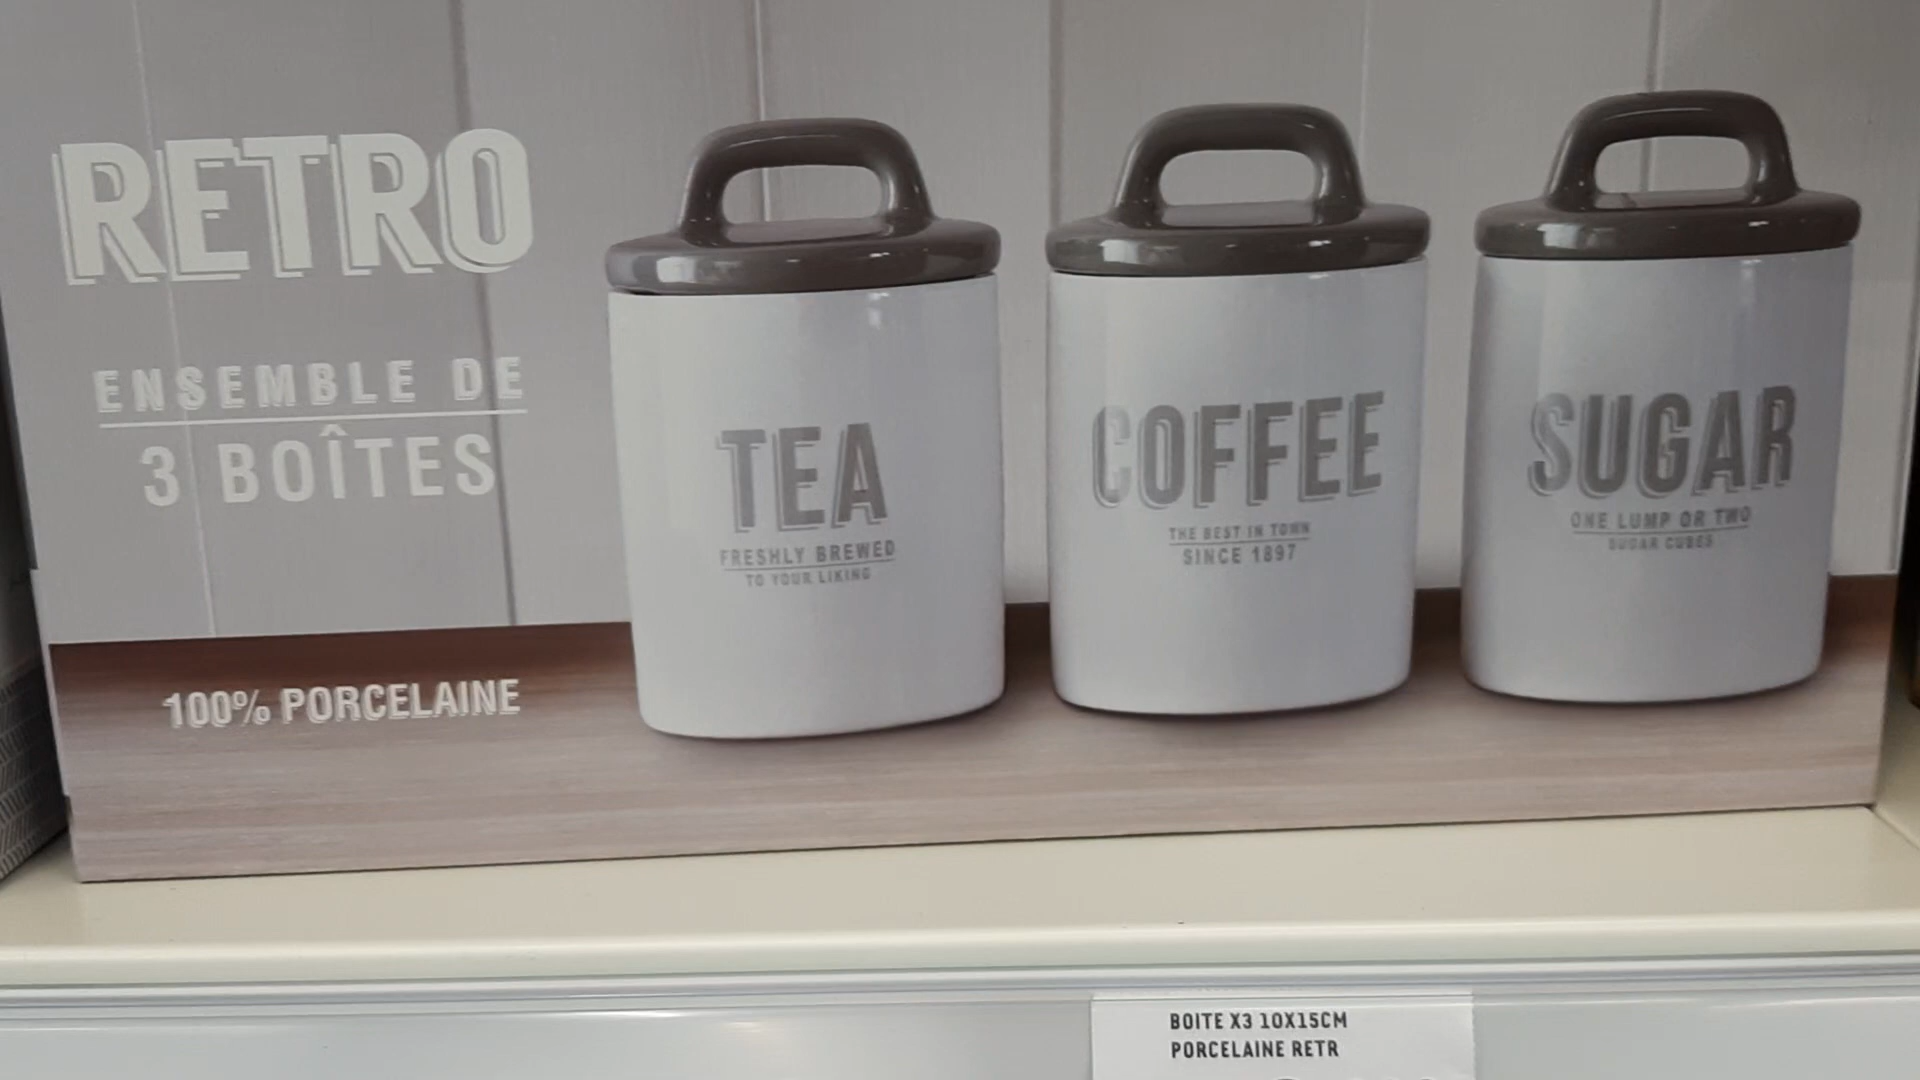 RETRO
ENSEMBLE DE
3 BOÎTES
100% PORCELAINE
TEA
FRESHLY BREWED
TO YOUR LIKING
COFFEE
THE BEST IN TOWN
SINCE 1897
SUGAR
ONE LUMP OR TWO
SUGAR CUBES
BOITE X3 10X15CM
PORCELAINE RETR